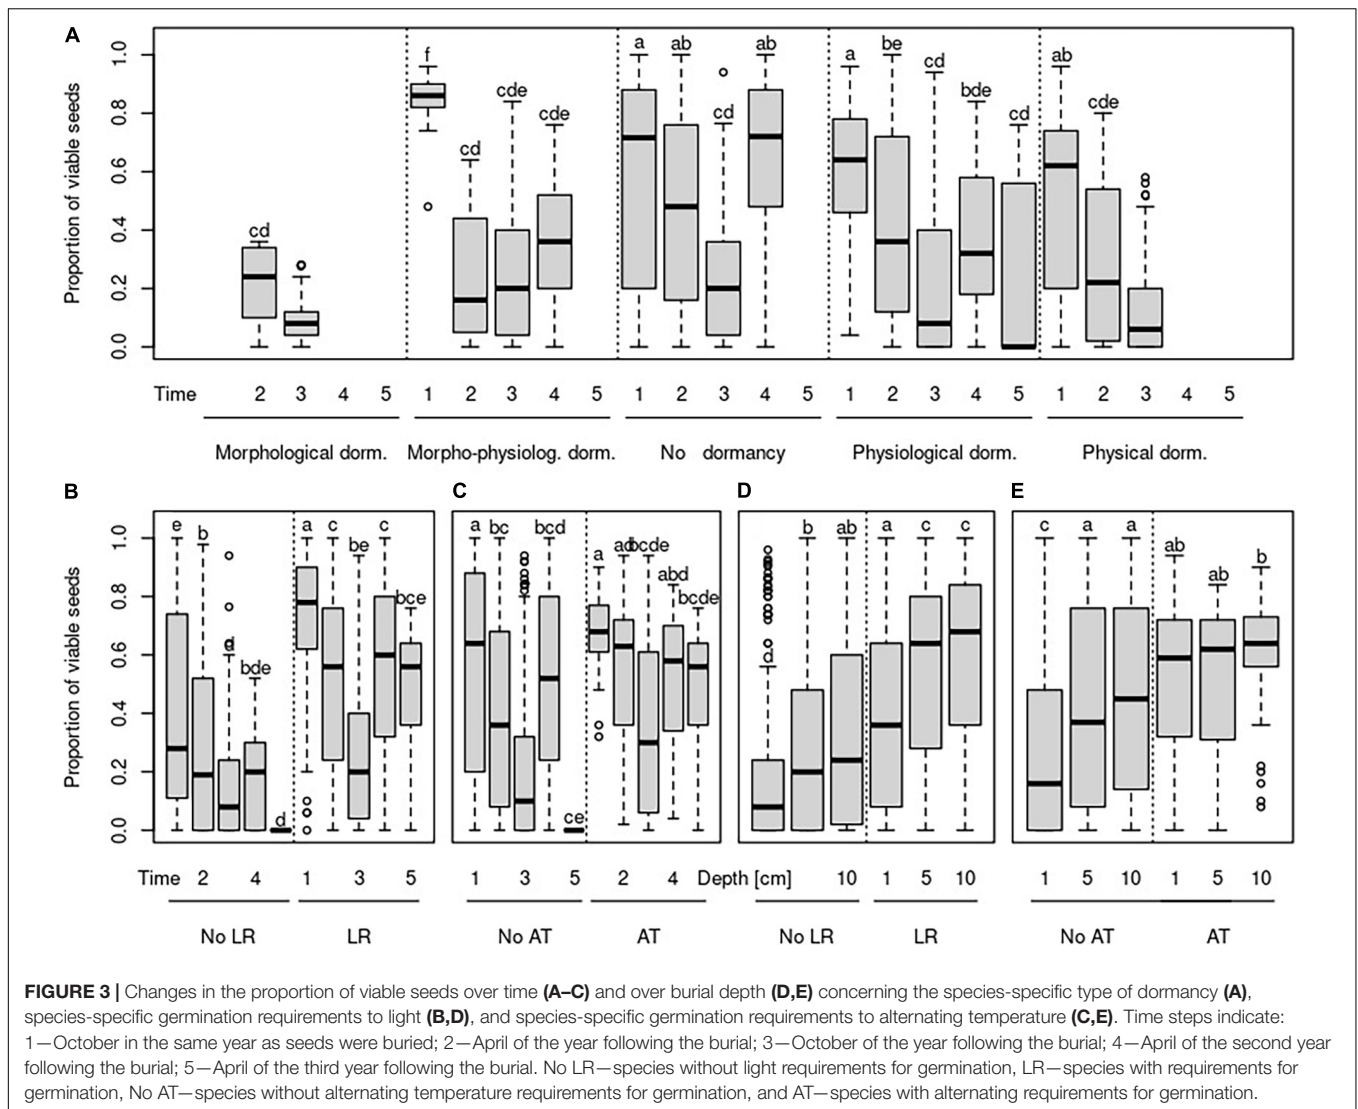 A
Proportion of viable seeds
0.0 0.2 0.4 0.6 0.8 1.0
cd
f cd cde cde
a ab cd ab
a be cd bde cd
ab cde
Time 2 3 4 5 1 2 3 4 5 1 2 3 4 5 1 2 3 4 5 1 2 3 4 5
Morphological dorm. Morpho-physiolog. dorm. No dormancy Physiological dorm. Physical dorm.
B C D E
Proportion of viable seeds
0.0 0.2 0.4 0.6 0.8 1.0
e b d bde d a c be c bce
a bc bcd ce a ad bcde abd bcde
d b ab a c c
c a a ab ab b
Time 2 4 1 3 5 1 3 5 2 4 Depth [cm] 10 1 5 10 1 5 10 1 5 10
No LR LR No AT AT No LR LR No AT AT
FIGURE 3 | Changes in the proportion of viable seeds over time (A–C) and over burial depth (D,E) concerning the species-specific type of dormancy (A),
species-specific germination requirements to light (B,D), and species-specific germination requirements to alternating temperature (C,E). Time steps indicate:
1—October in the same year as seeds were buried; 2—April of the year following the burial; 3—October of the year following the burial; 4—April of the second year
following the burial; 5—April of the third year following the burial. No LR—species without light requirements for germination, LR—species with requirements for
germination, No AT—species without alternating temperature requirements for germination, and AT—species with alternating requirements for germination.